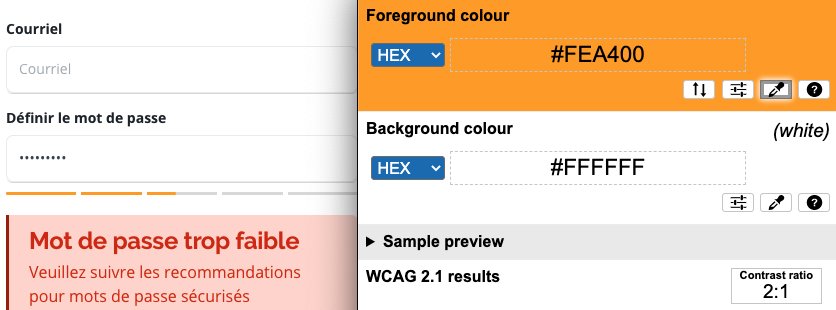 Courriel
Courriel
Définir le mot de passe
•••••••••
Mot de passe trop faible
Veuillez suivre les recommandations
pour mots de passe sécurisés
Foreground colour
HEX
#FEA400
?
Background colour
(white)
HEX
#FFFFFF
?
Sample preview
WCAG 2.1 results
Contrast ratio
2:1